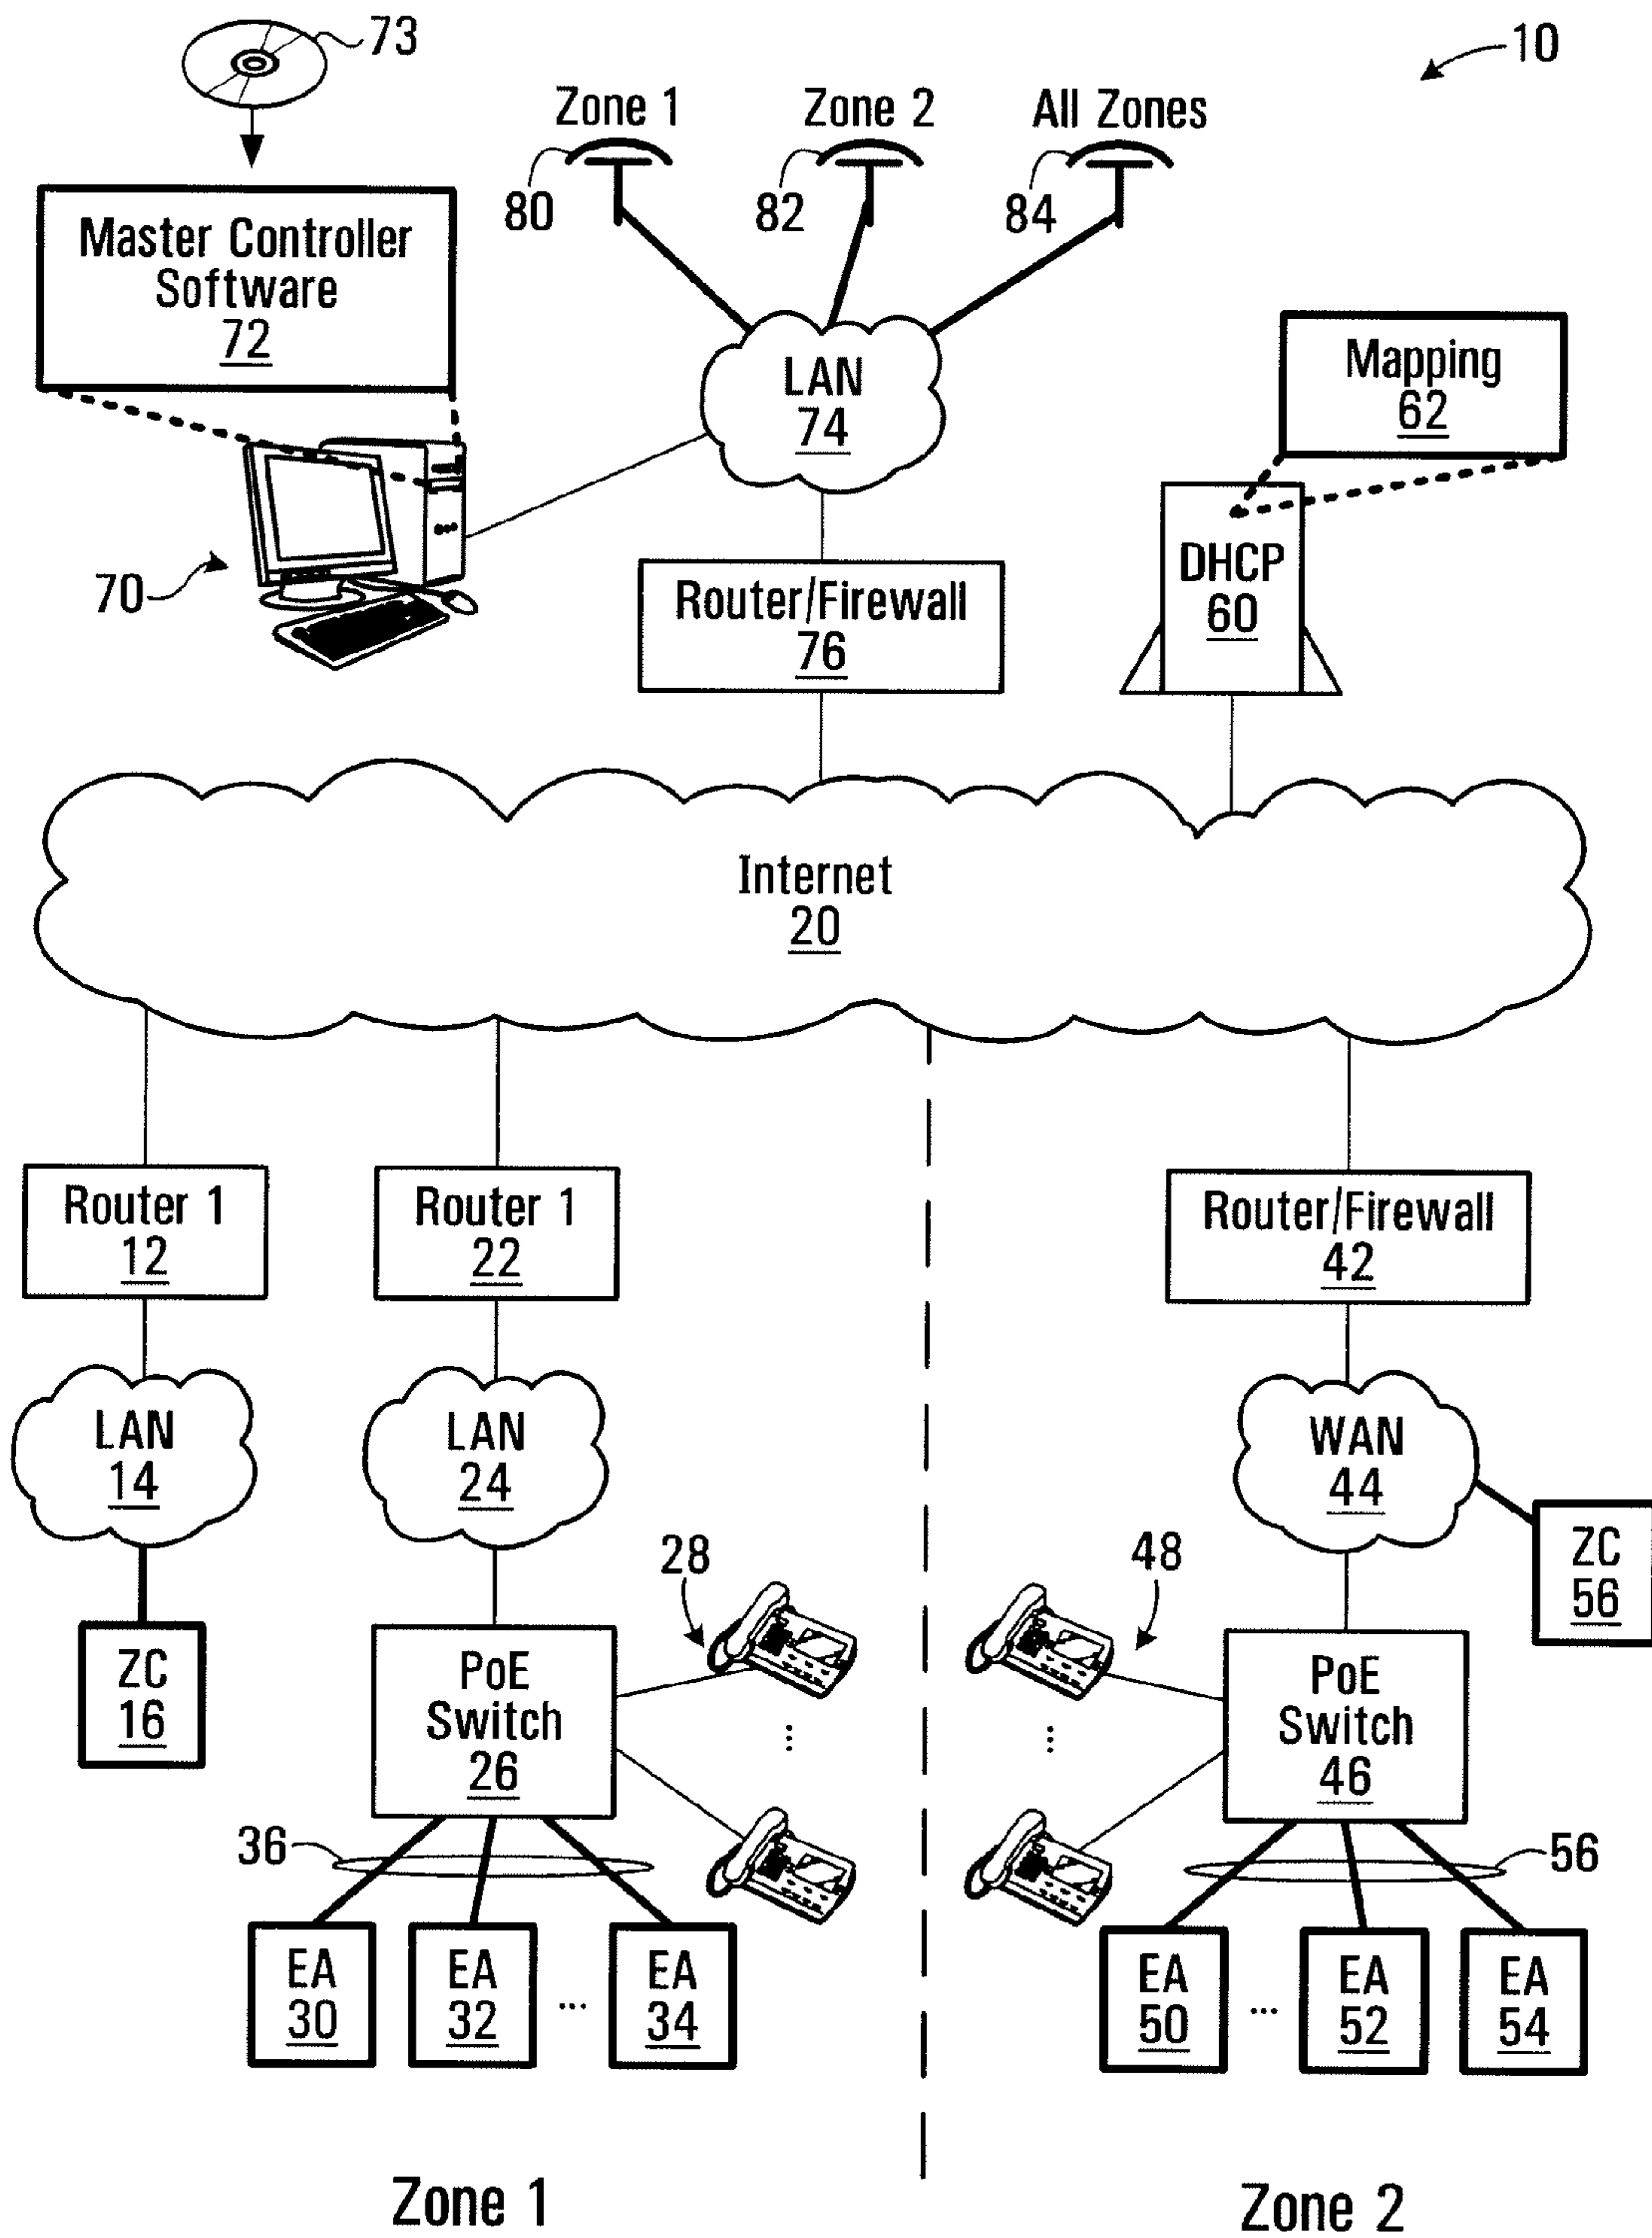 73
10
Zone 1
Zone 2
All Zones
80
82
84
Master Controller
Software
72
LAN
74
Mapping
62
70
Router/Firewall
76
DHCP
60
Internet
20
Router 1
12
Router 1
22
Router/Firewall
42
LAN
14
LAN
24
WAN
44
ZC
16
28
48
ZC
56
PoE
Switch
26
PoE
Switch
46
36
56
EA
30
EA
32
...
EA
34
EA
50
...
EA
52
EA
54
Zone 1
Zone 2